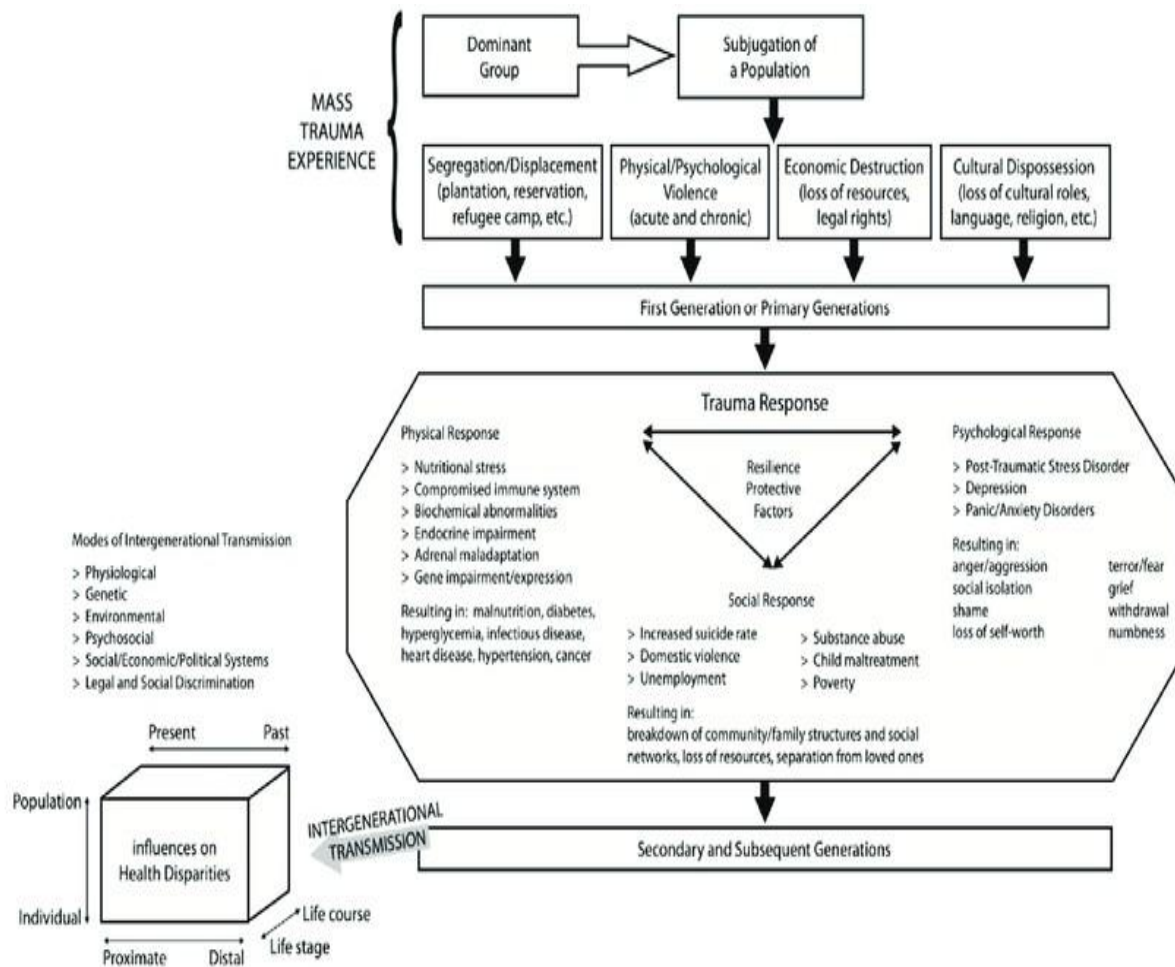 Dominant
Group
Subjugation of
a Population
MASS
TRAUMA
EXPERIENCE
Segregation/Displacement
(plantation, reservation,
refugee camp, etc.)
Physical/Psychological
Violence
(acute and chronic)
Economic Destruction
(loss of resources,
legal rights)
Cultural Dispossession
(loss of cultural roles,
language, religion, etc.)
First Generation or Primary Generations
Trauma Response
Physical Response
> Nutritional stress
> Compromised immune system
> Biochemical abnormalities
> Endocrine impairment
> Adrenal maladaptation
> Gene impairment/expression
Resulting in: malnutrition, diabetes,
hyperglycemia, infectious disease,
heart disease, hypertension, cancer
Resilience
Protective
Factors
Psychological Response
> Post-Traumatic Stress Disorder
> Depression
> Panic/Anxiety Disorders
Resulting in:
anger/aggression terror/fear
social isolation grief
shame withdrawal
loss of self-worth numbness
Social Response
> Increased suicide rate > Substance abuse
> Domestic violence > Child maltreatment
> Unemployment > Poverty
Resulting in:
breakdown of community/family structures and social
networks, loss of resources, separation from loved ones
Modes of Intergenerational Transmission
> Physiological
> Genetic
> Environmental
> Psychosocial
> Social/Economic/Political Systems
> Legal and Social Discrimination
Secondary and Subsequent Generations
INTERGENERATIONAL
TRANSMISSION
Present Past
Population
influences on
Health Disparities
Individual
Life course
Life stage
Proximate Distal